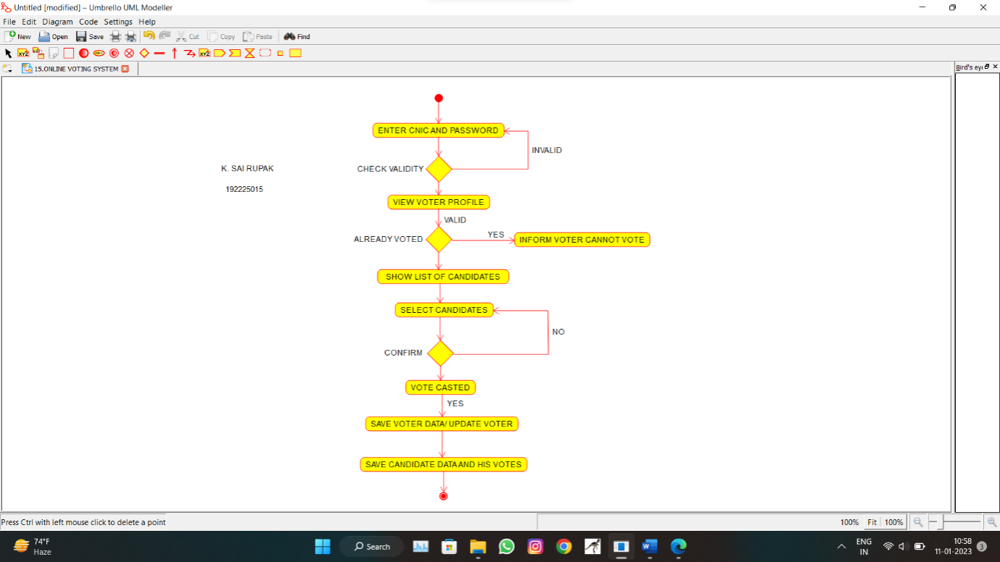 Untitled [modified] – Umbrello UML Modeller
File Edit Diagram Code Settings Help
New Open Save Cut Copy Paste Find
XYZ ABC XYZ
15.ONLINE VOTING SYSTEM
Bird's eye
ENTER CNIC AND PASSWORD
INVALID
K. SAI RUPAK
CHECK VALIDITY
192225015
VIEW VOTER PROFILE
VALID
ALREADY VOTED
YES
INFORM VOTER CANNOT VOTE
SHOW LIST OF CANDIDATES
SELECT CANDIDATES
NO
CONFIRM
VOTE CASTED
YES
SAVE VOTER DATA/ UPDATE VOTER
SAVE CANDIDATE DATA AND HIS VOTES
Press Ctrl with left mouse click to delete a point
100% Fit 100%
74°F
Haze
Search
ENG
IN
10:58
11-01-2023
3